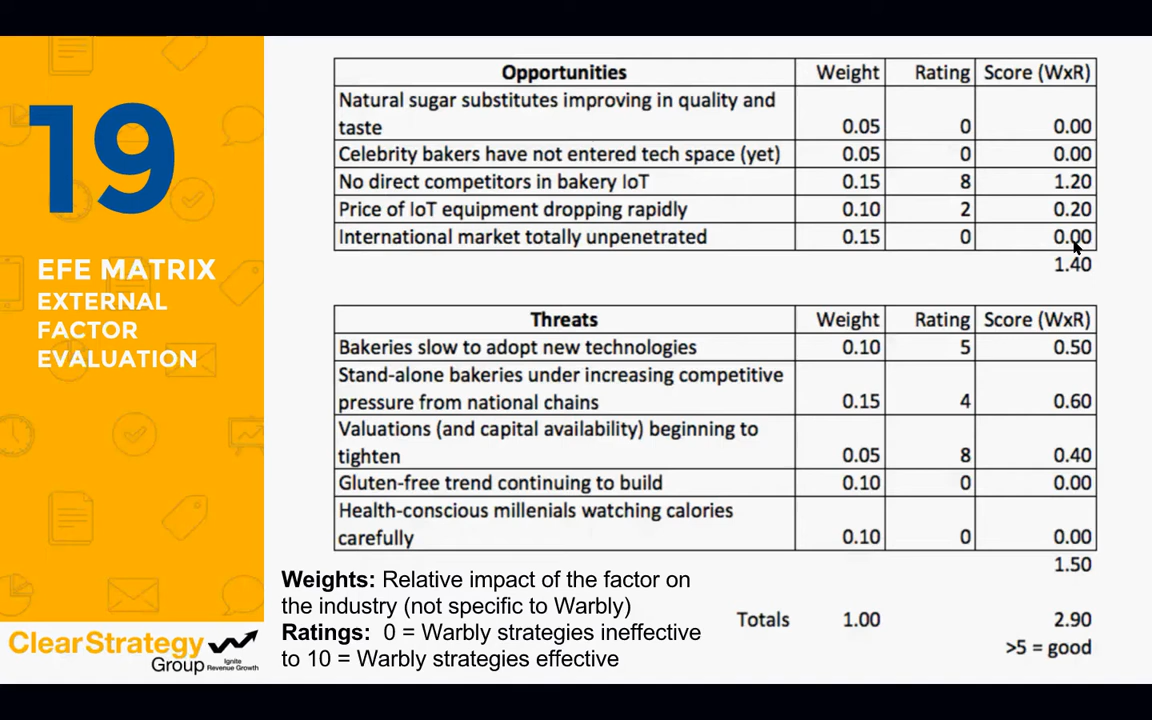 19
EFE MATRIX
EXTERNAL
FACTOR
EVALUATION
ClearStrategy
Group
Ignite
Revenue Growth
Opportunities Weight Rating Score (WxR)
Natural sugar substitutes improving in quality and
taste 0.05 0 0.00
Celebrity bakers have not entered tech space (yet) 0.05 0 0.00
No direct competitors in bakery IoT 0.15 8 1.20
Price of IoT equipment dropping rapidly 0.10 2 0.20
International market totally unpenetrated 0.15 0 0.00
1.40
Threats Weight Rating Score (WxR)
Bakeries slow to adopt new technologies 0.10 5 0.50
Stand-alone bakeries under increasing competitive
pressure from national chains 0.15 4 0.60
Valuations (and capital availability) beginning to
tighten 0.05 8 0.40
Gluten-free trend continuing to build 0.10 0 0.00
Health-conscious millenials watching calories
carefully 0.10 0 0.00
1.50
Weights: Relative impact of the factor on
the industry (not specific to Warbly)
Ratings: 0 = Warbly strategies ineffective
to 10 = Warbly strategies effective
Totals 1.00 2.90
>5 = good